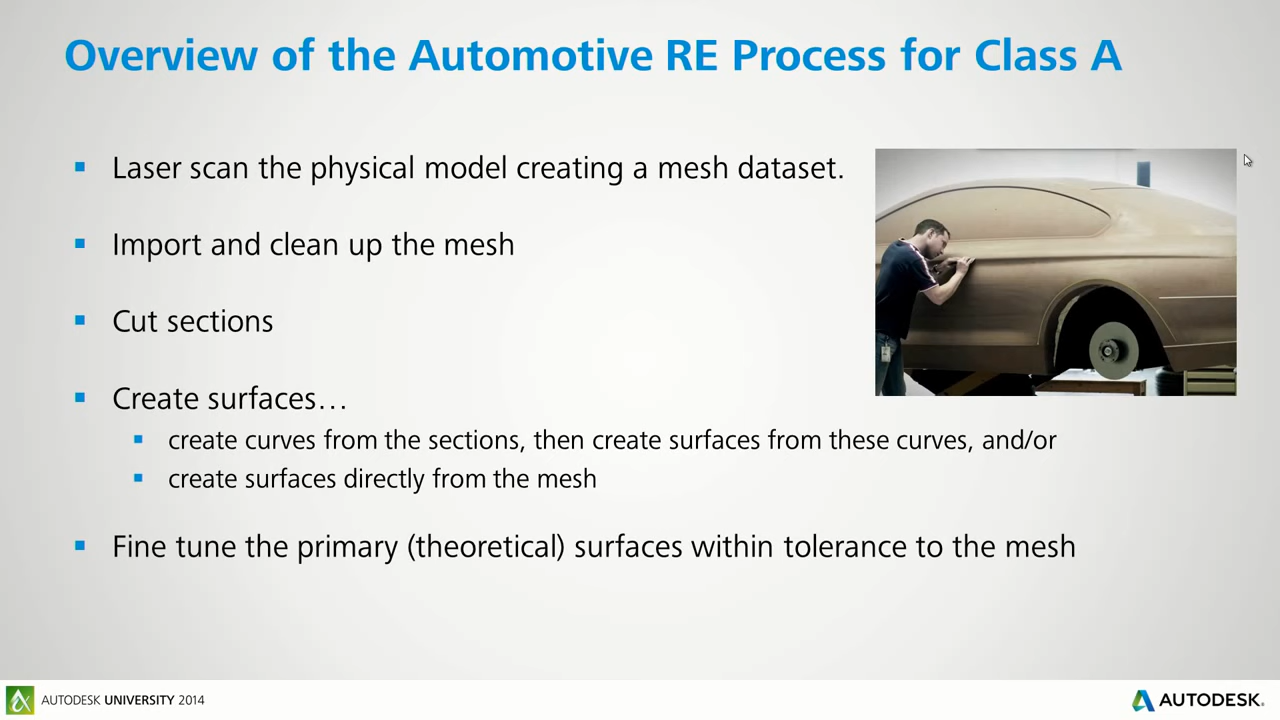 Overview of the Automotive RE Process for Class A
Laser scan the physical model creating a mesh dataset.
Import and clean up the mesh
Cut sections
Create surfaces…
create curves from the sections, then create surfaces from these curves, and/or
create surfaces directly from the mesh
Fine tune the primary (theoretical) surfaces within tolerance to the mesh
AUTODESK UNIVERSITY 2014
AUTODESK.